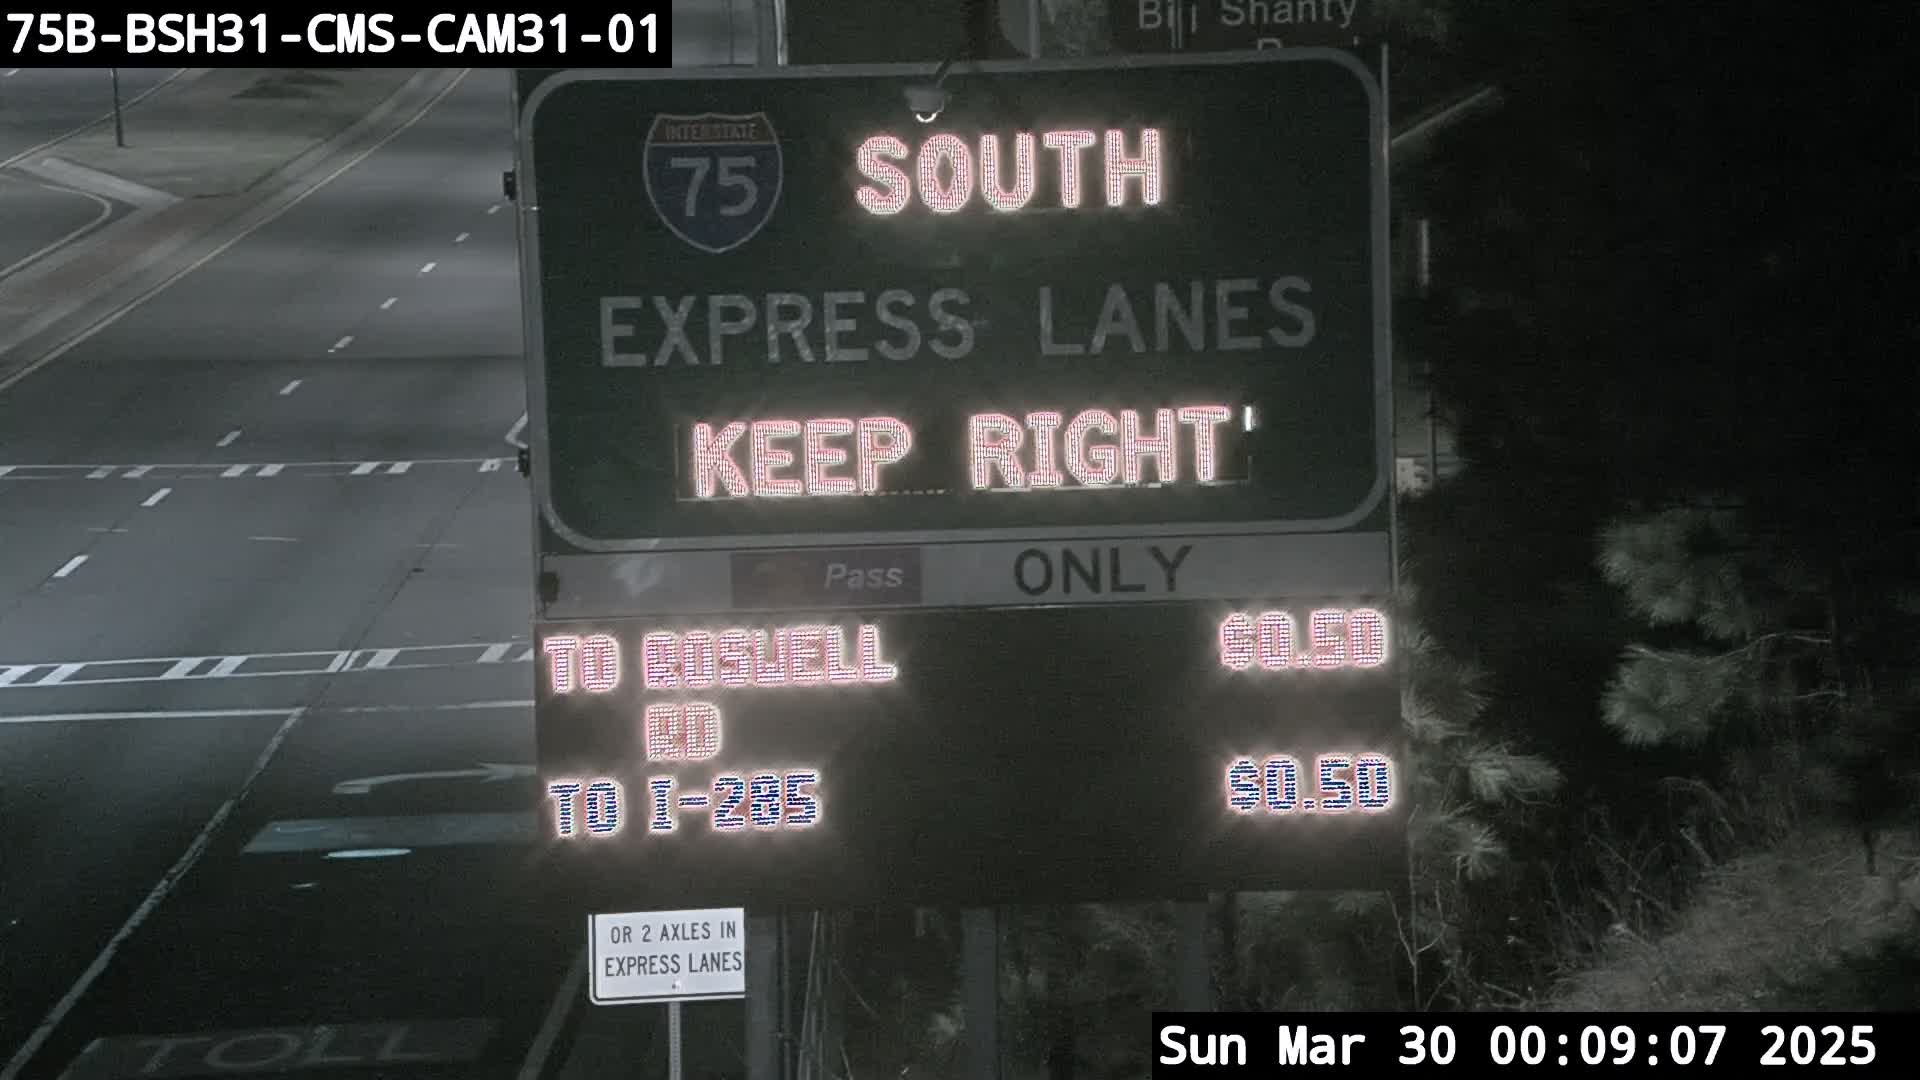 75B-BSH31-CMS-CAM31-01
Shanty
INTERSTATE
75
SOUTH
EXPRESS LANES
KEEP RIGHT
Pass ONLY
TO ROSWELL $0.50
RD
TO I-285 $0.50
OR 2 AXLES IN
EXPRESS LANES
TOLL
Sun Mar 30 00:09:07 2025